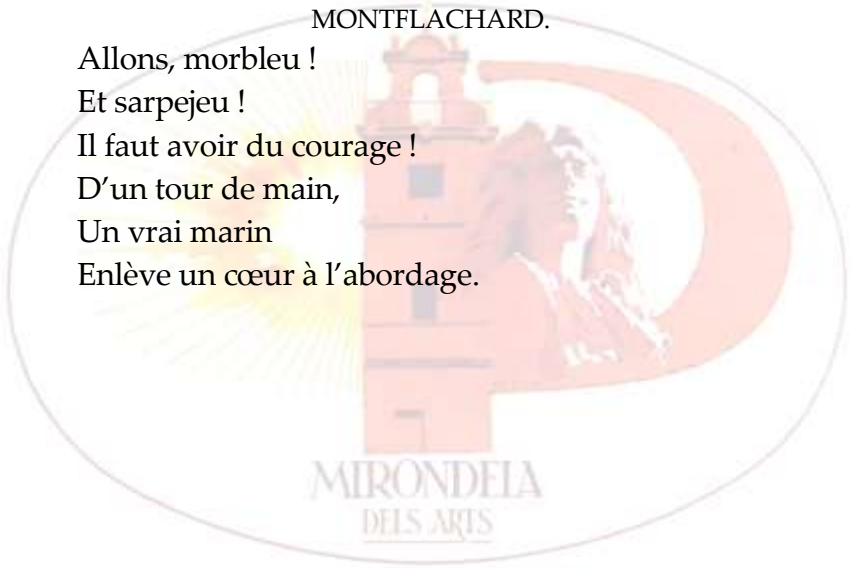 MONTFLACHARD.
Allons, morbleu !
Et sarpejeu !
Il faut avoir du courage !
D’un tour de main,
Un vrai marin
Enlève un cœur à l’abordage.
MIRONDELA
DELS ARTS